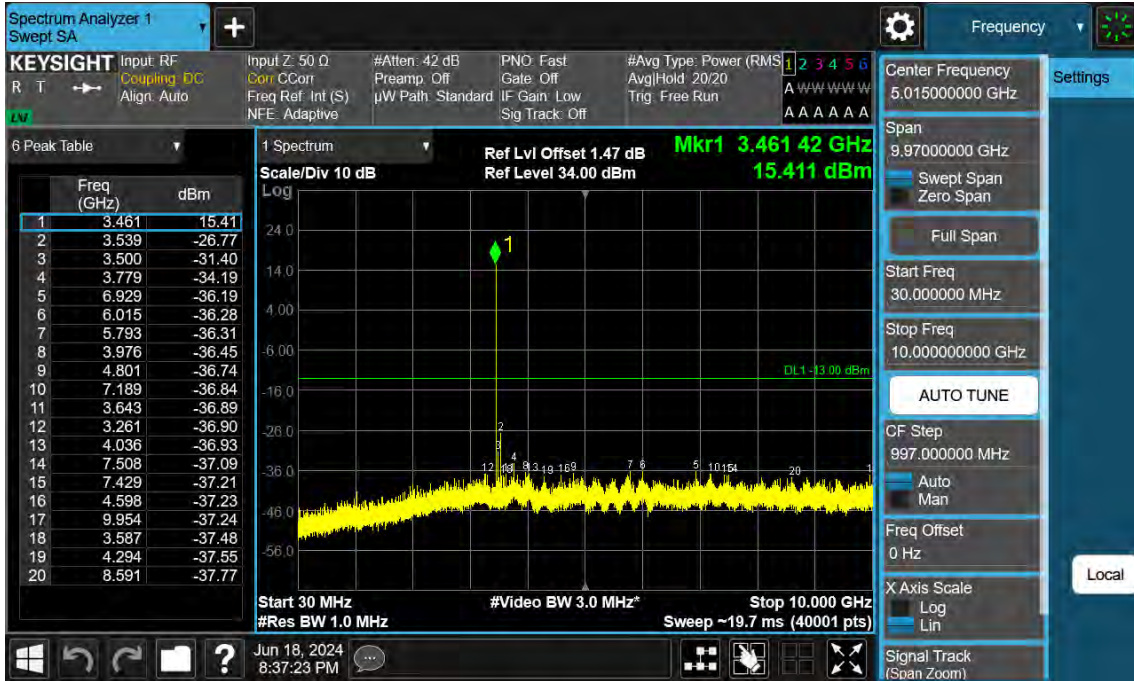 Spectrum Analyzer 1
Swept SA
+
Frequency
KEYSIGHT
R T
LXI
Input: RF
Coupling: DC
Align: Auto
Input Z: 50 Ω
Corr CCorr
Freq Ref: Int (S)
NFE: Adaptive
#Atten: 42 dB
Preamp: Off
µW Path: Standard
PNO: Fast
Gate: Off
IF Gain: Low
Sig Track: Off
#Avg Type: Power (RMS
Avg|Hold: 20/20
Trig: Free Run
1 2 3 4 5 6
A W W W W W
A A A A A A
6 Peak Table
Freq
(GHz) dBm
1 3.461 15.41
2 3.539 -26.77
3 3.500 -31.40
4 3.779 -34.19
5 6.929 -36.19
6 6.015 -36.28
7 5.793 -36.31
8 3.976 -36.45
9 4.801 -36.74
10 7.189 -36.84
11 3.643 -36.89
12 3.261 -36.90
13 4.036 -36.93
14 7.508 -37.09
15 7.429 -37.21
16 4.598 -37.23
17 9.954 -37.24
18 3.587 -37.48
19 4.294 -37.55
20 8.591 -37.77
1 Spectrum
Scale/Div 10 dB
Ref Lvl Offset 1.47 dB
Ref Level 34.00 dBm
Mkr1 3.461 42 GHz
15.411 dBm
Log
24.0
1
14.0
4.00
-6.00
DL1 -13.00 dBm
-16.0
-26.0
2
3
4
-36.0
7 6
5
20
-46.0
-56.0
Start 30 MHz
#Video BW 3.0 MHz*
Stop 10.000 GHz
#Res BW 1.0 MHz
Sweep ~19.7 ms (40001 pts)
Center Frequency
5.015000000 GHz
Span
9.97000000 GHz
Swept Span
Zero Span
Full Span
Start Freq
30.000000 MHz
Stop Freq
10.000000000 GHz
AUTO TUNE
CF Step
997.000000 MHz
Auto
Man
Freq Offset
0 Hz
X Axis Scale
Log
Lin
Signal Track
(Span Zoom)
Settings
Local
?
Jun 18, 2024
8:37:23 PM